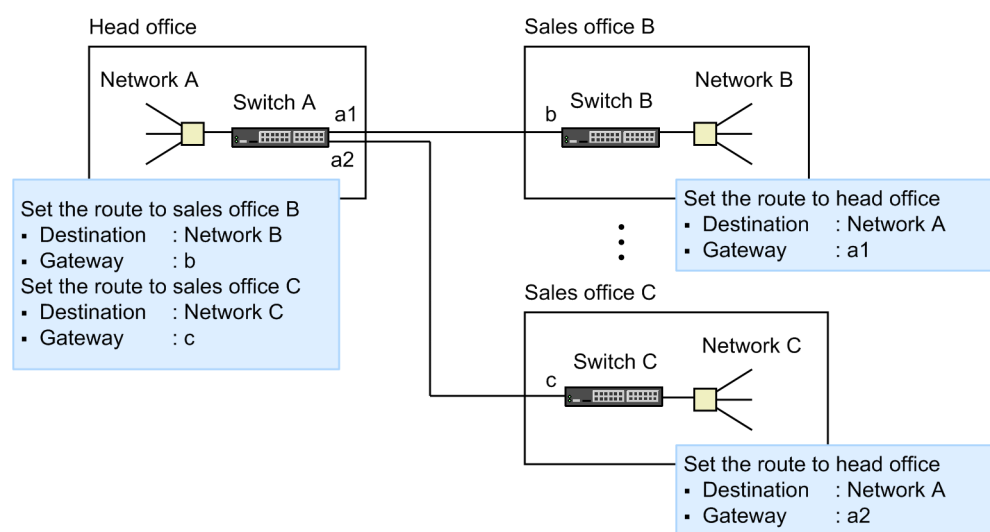 Head office
Network A
Switch A
a1
a2
Set the route to sales office B
▪ Destination : Network B
▪ Gateway : b
Set the route to sales office C
▪ Destination : Network C
▪ Gateway : c
Sales office B
b
Switch B
Network B
Set the route to head office
▪ Destination : Network A
▪ Gateway : a1
Sales office C
c
Switch C
Network C
Set the route to head office
▪ Destination : Network A
▪ Gateway : a2